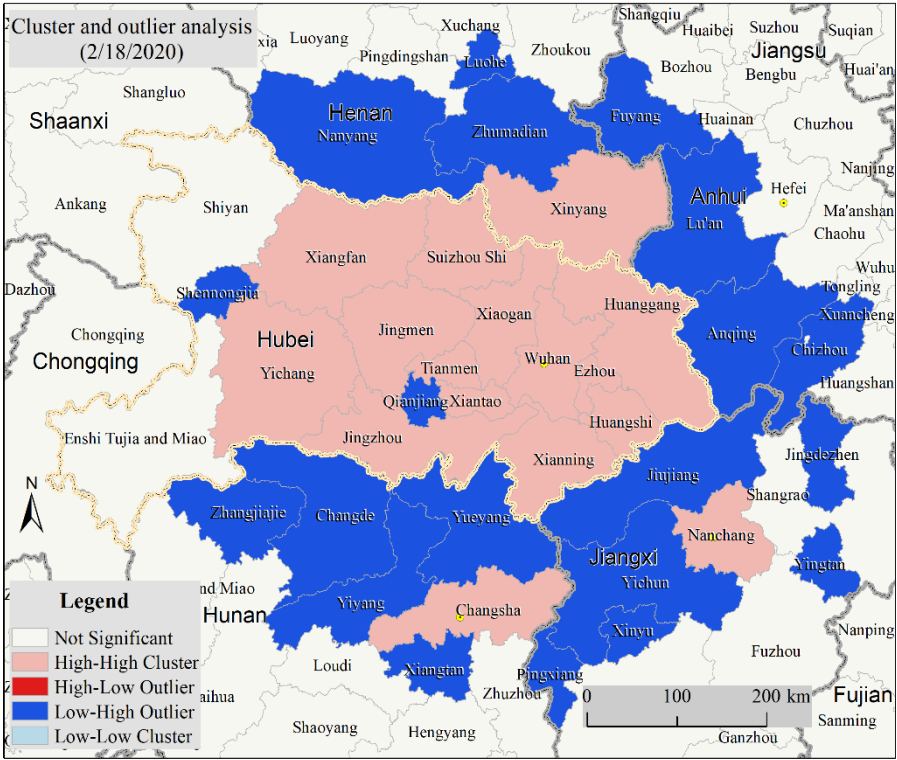 Cluster and outlier analysis
(2/18/2020)
Xuchang
Shangqiu
Suzhou
Suqian
Huaibei
Luoyang
xia
Pingdingshan
Luohe
Zhoukou
Jiangsu
Bozhou
Bengbu
Huai'an
Shangluo
Henan
Nanyang
Zhumadian
Fuyang
Huainan
Chuzhou
Shaanxi
Nanjing
Ankang
Shiyan
Xinyang
Anhui
Hefei
Lu'an
Ma'anshan
Chaohu
Xiangfan
Suizhou Shi
Wuhu
Dazhou
Shennongjia
Tongling
Huanggang
Xiaogan
Xuancheng
Chongqing
Jingmen
Anqing
Hubei
Chizhou
Chongqing
Wuhan
Yichang
Tianmen
Ezhou
Huangshan
Qianjiang
Xiantao
Huangshi
Enshi Tujia and Miao
Jingzhou
Xianning
Jingdezhen
Jiujiang
N
Shangrao
Zhangjiajie
Changde
Yueyang
Nanchang
Jiangxi
Yingtan
Yichun
and Miao
Legend
Hunan
Yiyang
Changsha
Xinyu
Nanping
Not Significant
High-High Cluster
High-Low Outlier
Low-High Outlier
Low-Low Cluster
Loudi
Xiangtan
Pingxiang
Fuzhou
Zhuzhou
0 100 200 km
Fujian
aihua
Shaoyang
Hengyang
Sanming
Ganzhou